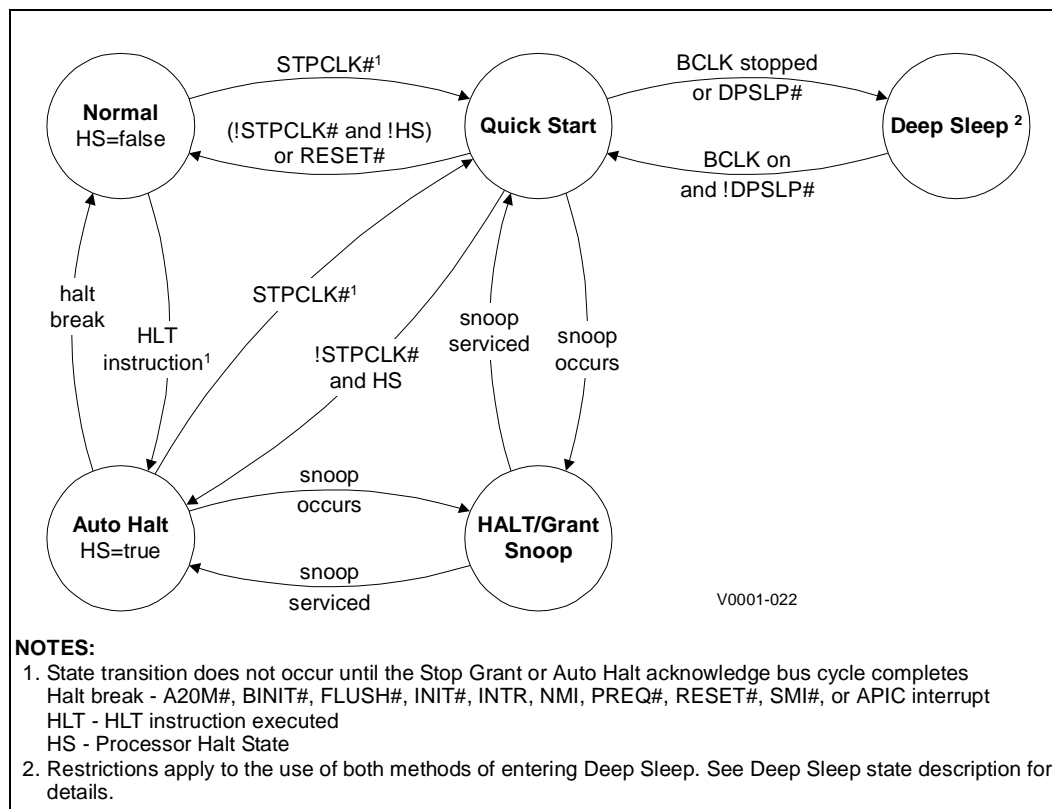 STPCLK#¹
BCLK stopped
or DPSLP#
Normal
HS=false
(!STPCLK# and !HS)
or RESET#
Quick Start
Deep Sleep ²
BCLK on
and !DPSLP#
halt
break
STPCLK#¹
HLT
instruction¹
!STPCLK#
and HS
snoop
serviced
snoop
occurs
snoop
occurs
Auto Halt
HS=true
HALT/Grant
Snoop
snoop
serviced
V0001-022
NOTES:
1. State transition does not occur until the Stop Grant or Auto Halt acknowledge bus cycle completes
Halt break - A20M#, BINIT#, FLUSH#, INIT#, INTR, NMI, PREQ#, RESET#, SMI#, or APIC interrupt
HLT - HLT instruction executed
HS - Processor Halt State
2. Restrictions apply to the use of both methods of entering Deep Sleep. See Deep Sleep state description for
details.